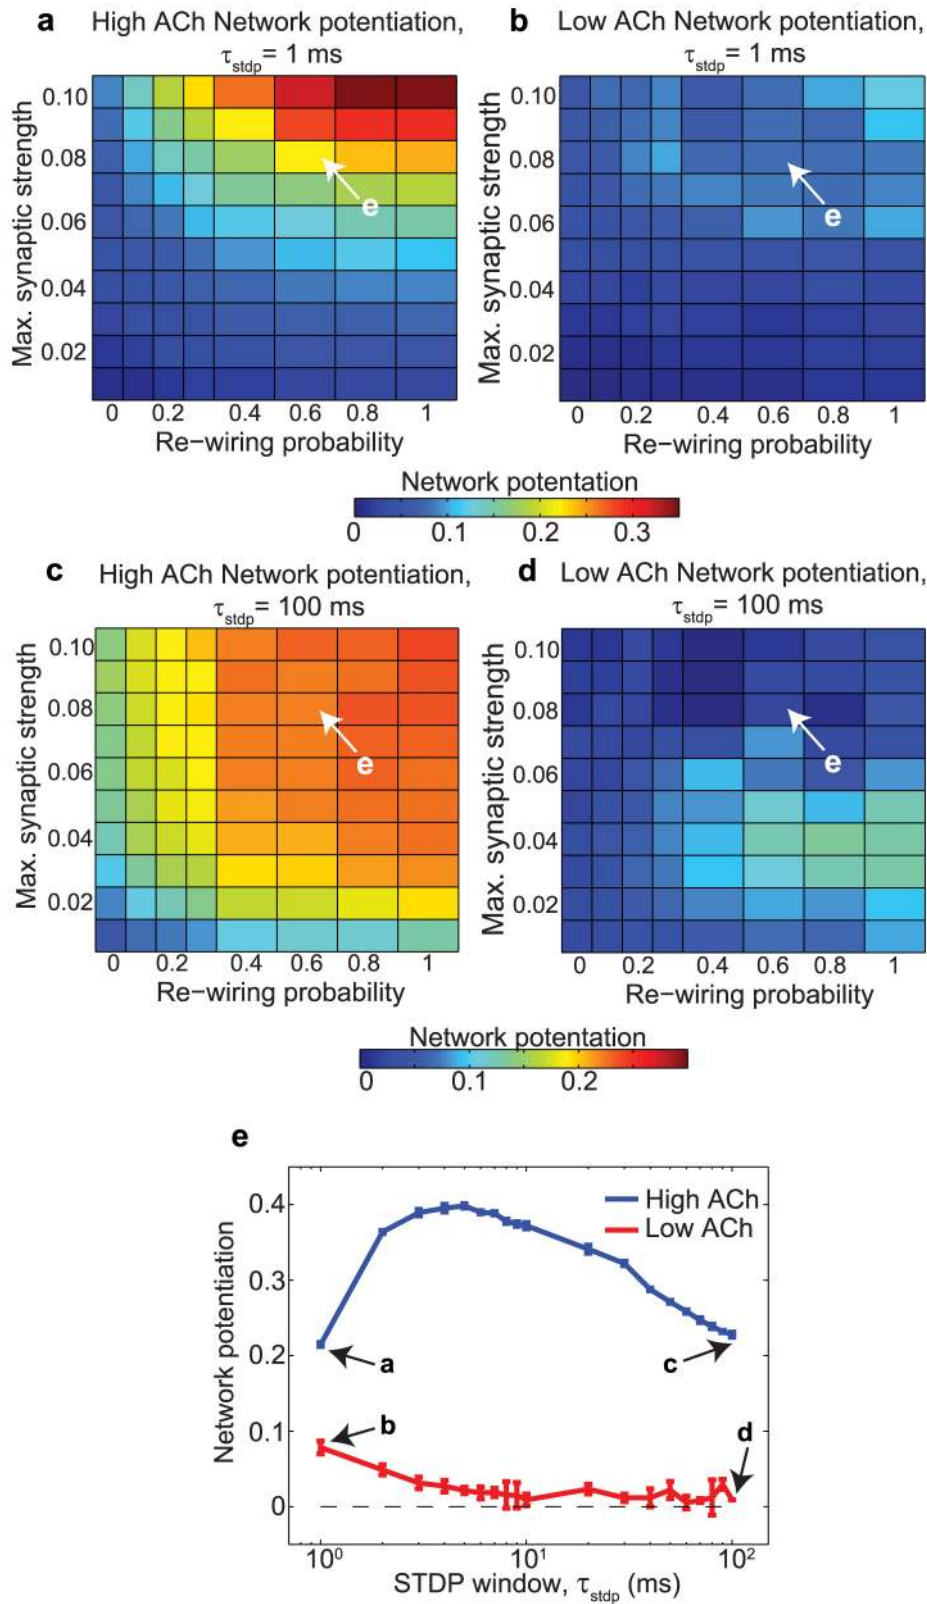 a High ACh Network potentiation,
τstdp= 1 ms
b Low ACh Network potentiation,
τstdp= 1 ms
Max. synaptic strength
0.10
0.08
0.06
0.04
0.02
e
0 0.2 0.4 0.6 0.8 1
Re-wiring probability
Max. synaptic strength
0.10
0.08
0.06
0.04
0.02
e
0 0.2 0.4 0.6 0.8 1
Re-wiring probability
Network potentation
0 0.1 0.2 0.3
c High ACh Network potentiation,
τstdp= 100 ms
d Low ACh Network potentiation,
τstdp= 100 ms
Max. synaptic strength
0.10
0.08
0.06
0.04
0.02
e
0 0.2 0.4 0.6 0.8 1
Re-wiring probability
Max. synaptic strength
0.10
0.08
0.06
0.04
0.02
e
0 0.2 0.4 0.6 0.8 1
Re-wiring probability
Network potentation
0 0.1 0.2
e
Network potentiation
0.4
0.3
0.2
0.1
0
High ACh
Low ACh
a
c
b
d
10⁰ 10¹ 10²
STDP window, τstdp (ms)